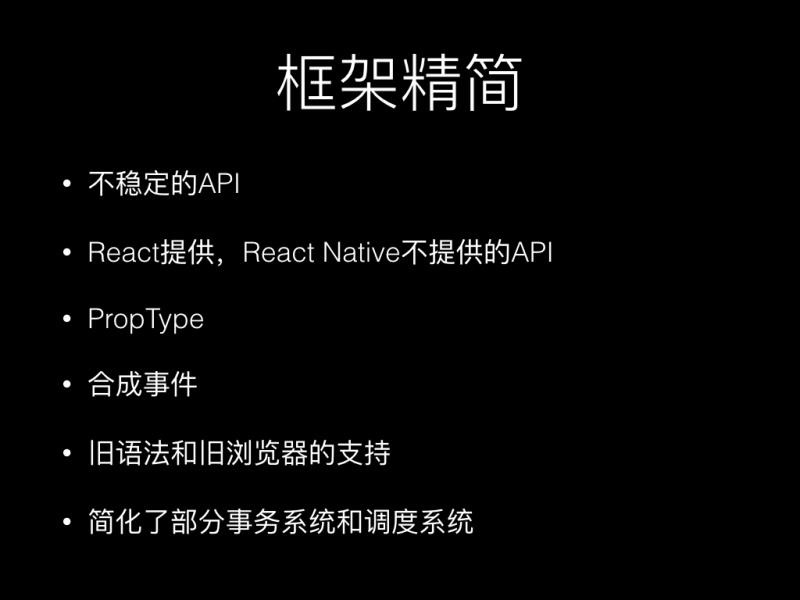 框架精简
• 不稳定的API
• React提供，React Native不提供的API
• PropType
• 合成事件
• 旧语法和旧浏览器的支持
• 简化了部分事务系统和调度系统